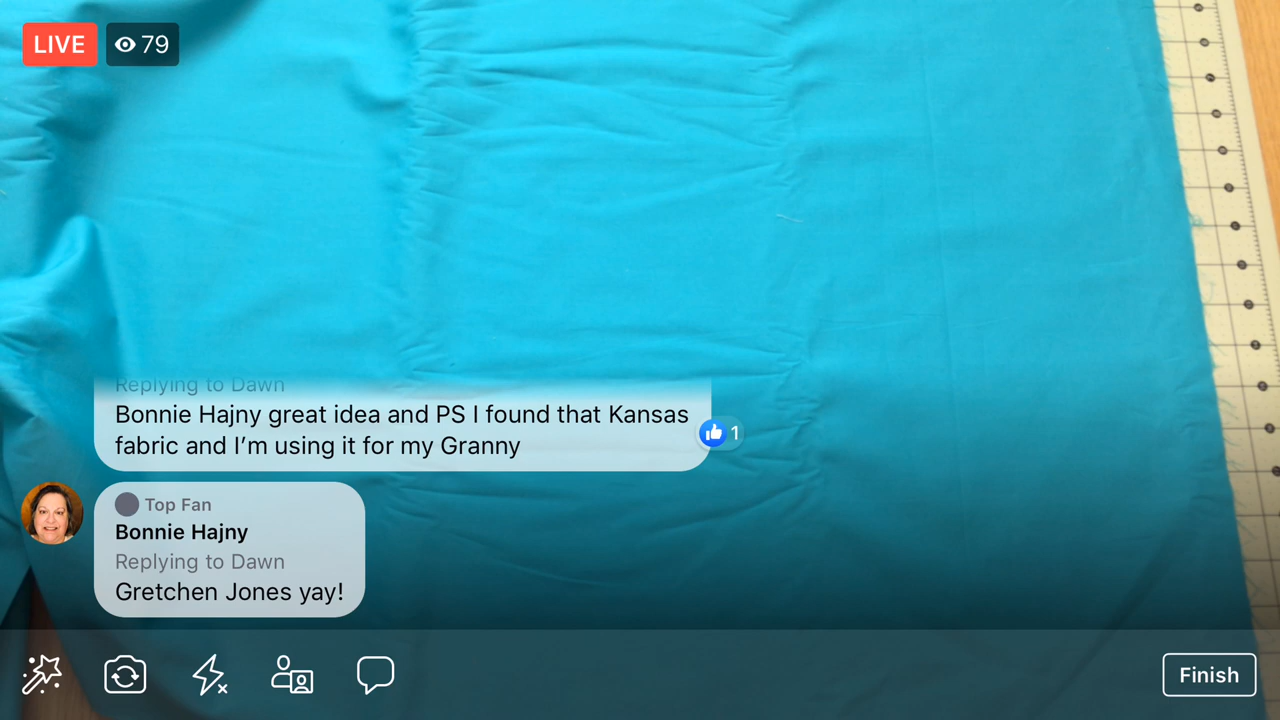 LIVE
79
Replying to Dawn
Bonnie Hajny great idea and PS I found that Kansas
fabric and I’m using it for my Granny
1
Top Fan
Bonnie Hajny
Replying to Dawn
Gretchen Jones yay!
Finish